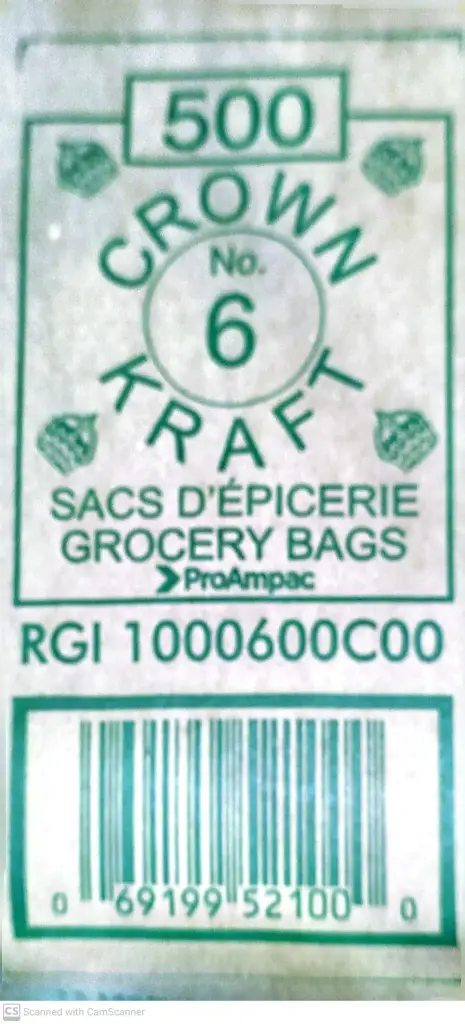 500
CROWN
No.
6
KRAFT
SACS D'ÉPICERIE
GROCERY BAGS
ProAmpac
RGI 1000600C00
0 69199 52100 0
CS Scanned with CamScanner